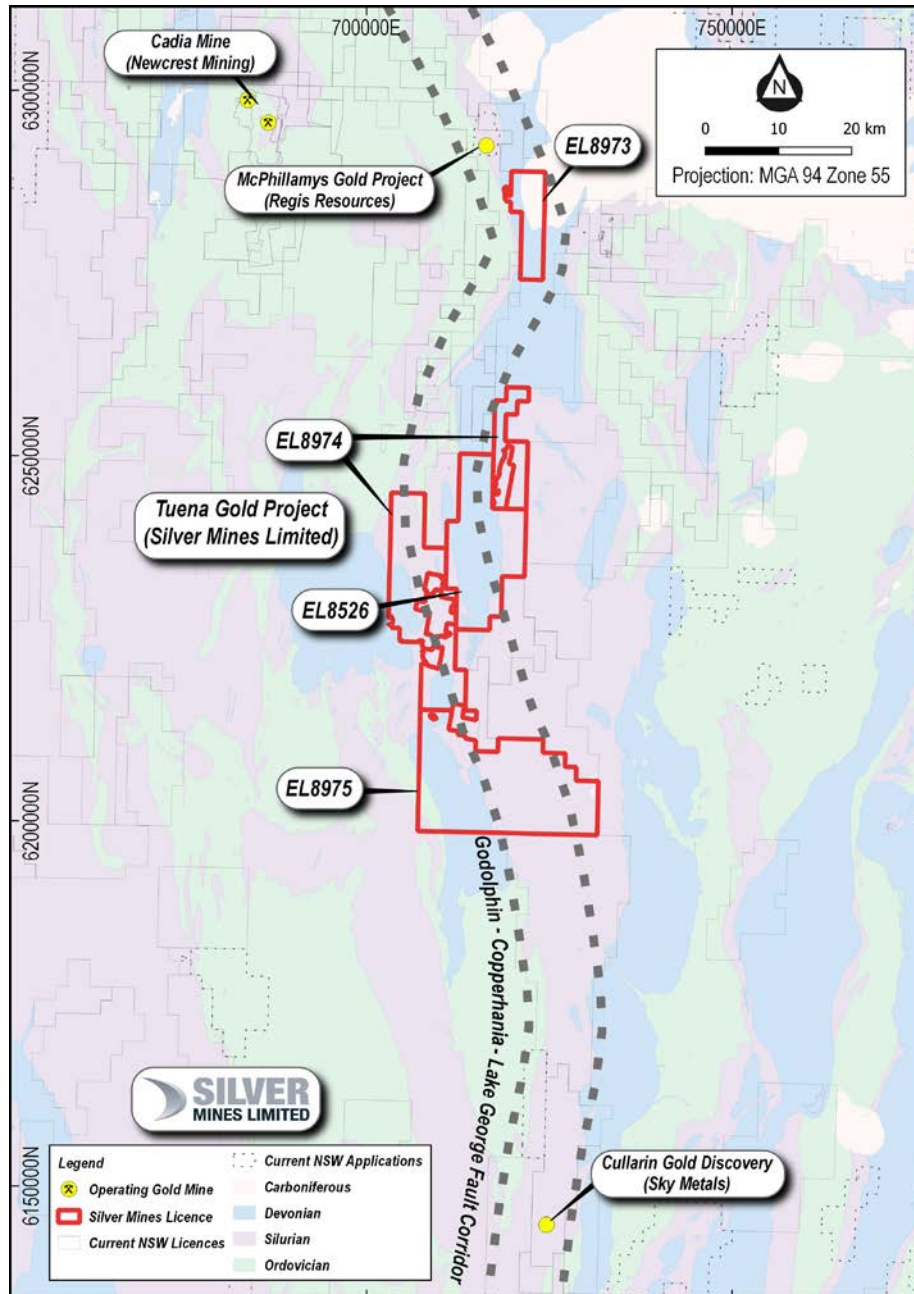 700000E
750000E
Cadia Mine
(Newcrest Mining)
6300000N
N
0 10 20 km
Projection: MGA 94 Zone 55
EL8973
McPhillamys Gold Project
(Regis Resources)
EL8974
6250000N
Tuena Gold Project
(Silver Mines Limited)
EL8526
EL8975
6200000N
Godolphin - Copperhania - Lake George Fault Corridor
SILVER
MINES LIMITED
Legend
Operating Gold Mine
Silver Mines Licence
Current NSW Licences
Current NSW Applications
Carboniferous
Devonian
Silurian
Ordovician
6150000N
Cullarin Gold Discovery
(Sky Metals)